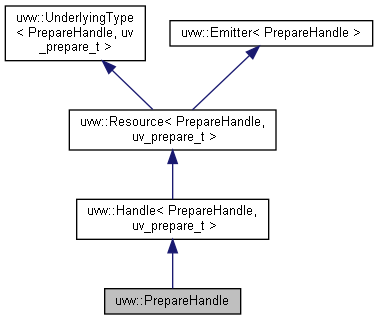 uvw::UnderlyingType
< PrepareHandle, uv
_prepare_t >
uvw::Emitter< PrepareHandle >
uvw::Resource< PrepareHandle,
uv_prepare_t >
uvw::Handle< PrepareHandle,
uv_prepare_t >
uvw::PrepareHandle